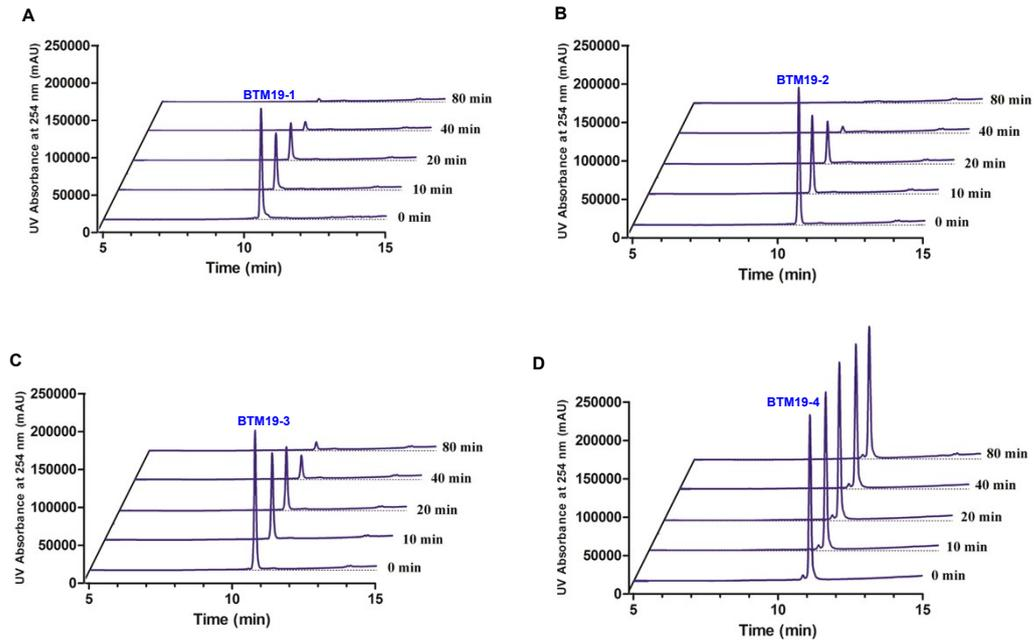 A
UV Absorbance at 254 nm (mAU)
250000
200000
150000
100000
50000
0
BTM19-1
80 min
40 min
20 min
10 min
0 min
5
10
15
Time (min)
B
UV Absorbance at 254 nm (mAU)
250000
200000
150000
100000
50000
0
BTM19-2
80 min
40 min
20 min
10 min
0 min
5
10
15
Time (min)
C
UV Absorbance at 254 nm (mAU)
250000
200000
150000
100000
50000
0
BTM19-3
80 min
40 min
20 min
10 min
0 min
5
10
15
Time (min)
D
UV Absorbance at 254 nm (mAU)
250000
200000
150000
100000
50000
0
BTM19-4
80 min
40 min
20 min
10 min
0 min
5
10
15
Time (min)